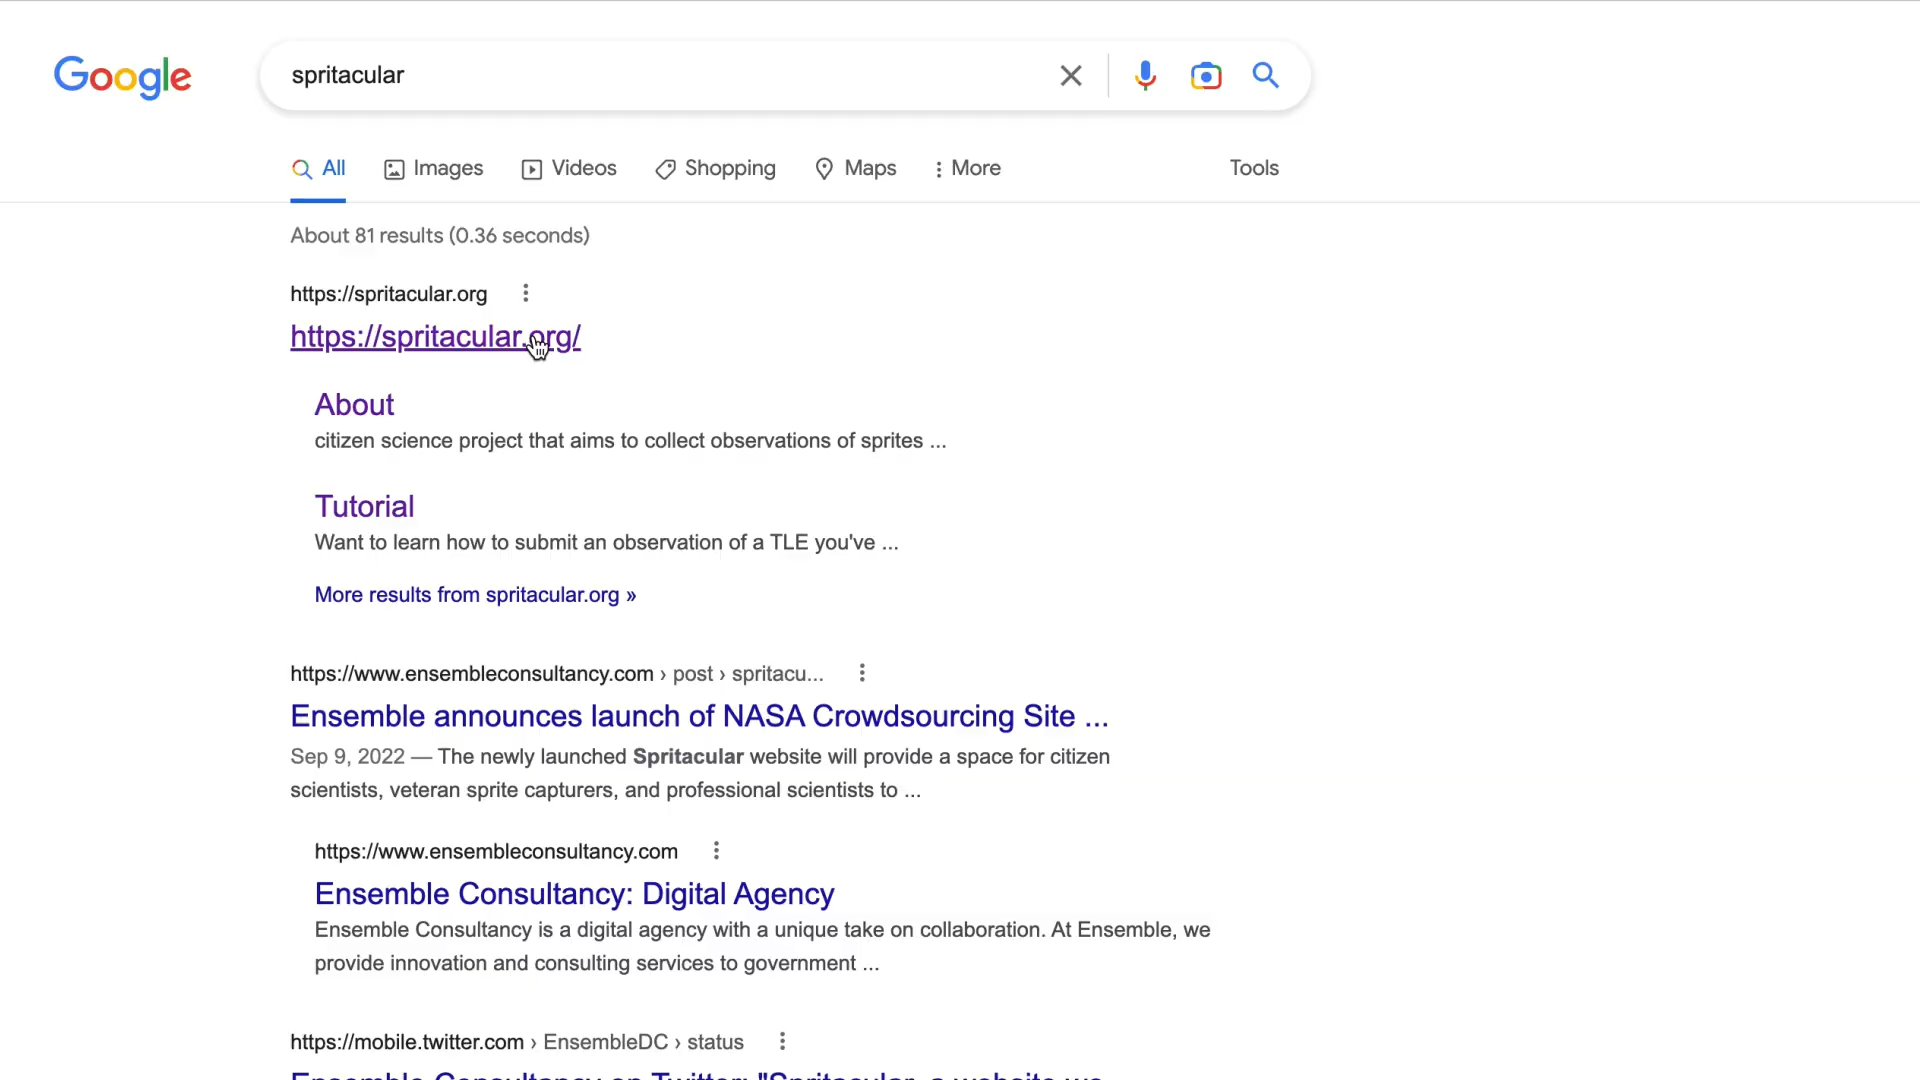 Google
spritacular
All Images Videos Shopping Maps More Tools
About 81 results (0.36 seconds)
https://spritacular.org
https://spritacular.org/
About
citizen science project that aims to collect observations of sprites ...
Tutorial
Want to learn how to submit an observation of a TLE you've ...
More results from spritacular.org »
https://www.ensembleconsultancy.com › post › spritacu...
Ensemble announces launch of NASA Crowdsourcing Site ...
Sep 9, 2022 — The newly launched Spritacular website will provide a space for citizen
scientists, veteran sprite capturers, and professional scientists to ...
https://www.ensembleconsultancy.com
Ensemble Consultancy: Digital Agency
Ensemble Consultancy is a digital agency with a unique take on collaboration. At Ensemble, we
provide innovation and consulting services to government ...
https://mobile.twitter.com › EnsembleDC › status
Ensemble Consultancy on Twitter: "Spritacular, a website we